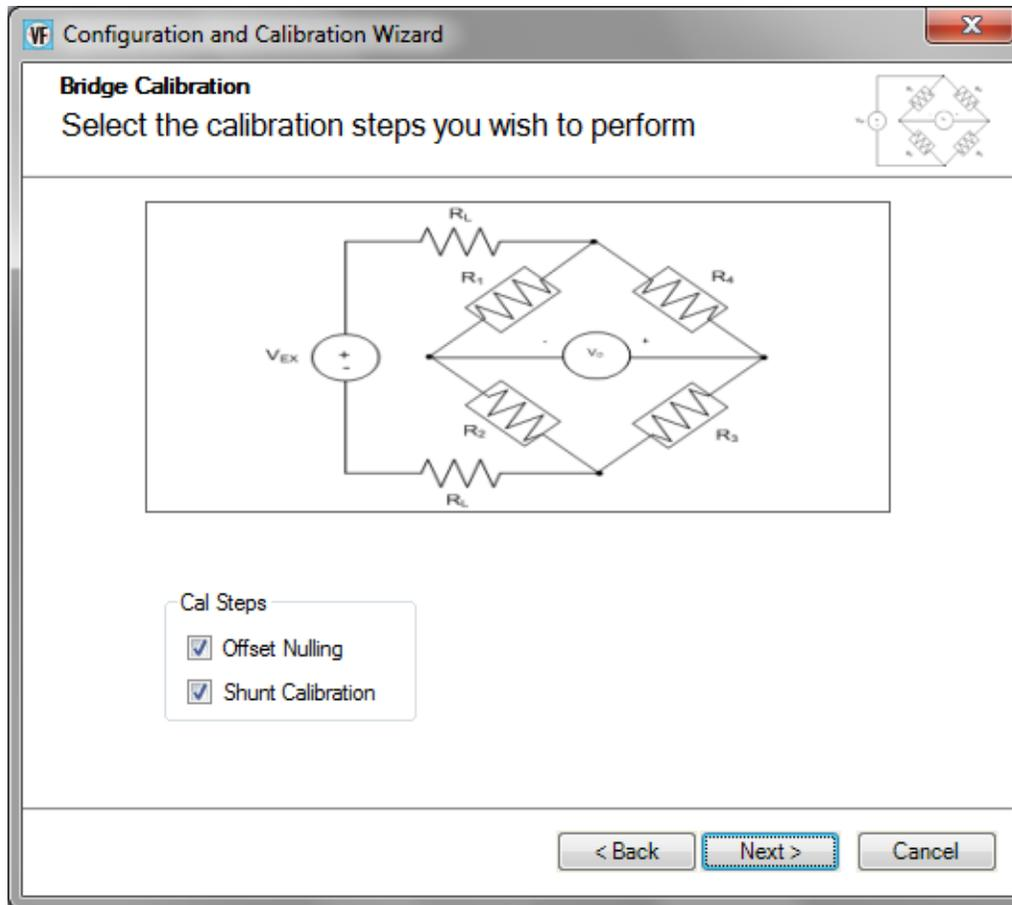 VF Configuration and Calibration Wizard
X
Bridge Calibration
Select the calibration steps you wish to perform
RL
R1
R4
VEX
+
-
-
+
Vo
R2
R3
RL
Cal Steps
Offset Nulling
Shunt Calibration
< Back
Next >
Cancel